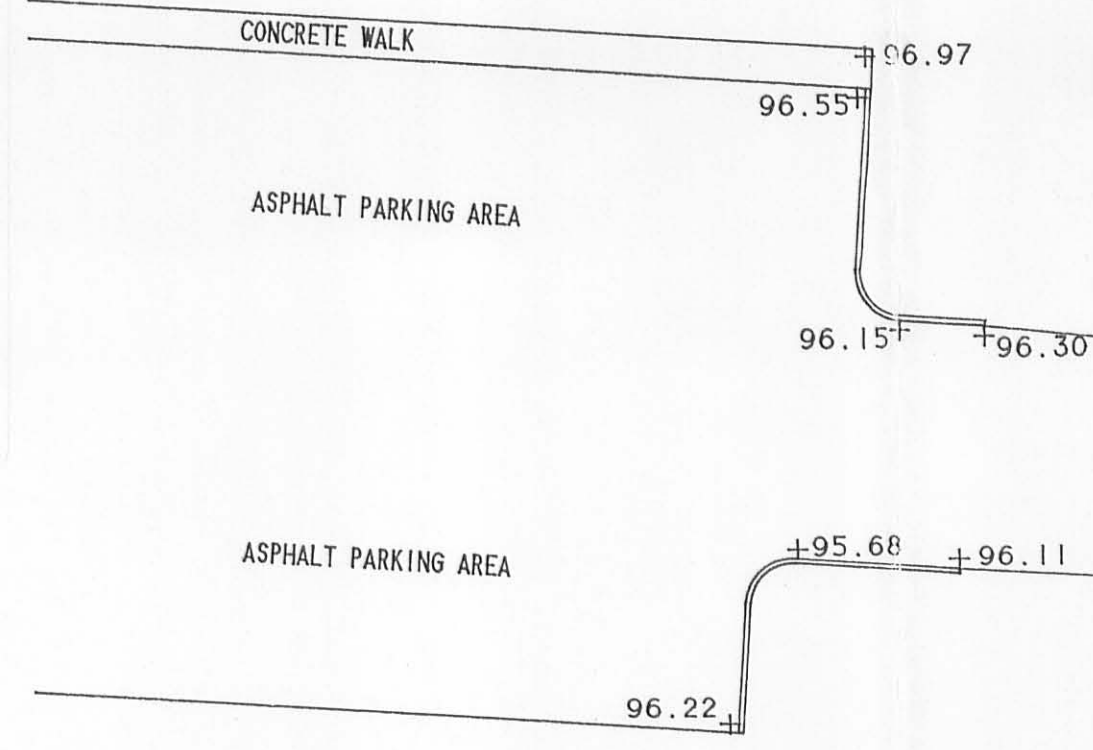 CONCRETE WALK
96.97
96.55
ASPHALT PARKING AREA
96.15
96.30
ASPHALT PARKING AREA
95.68
96.11
96.22